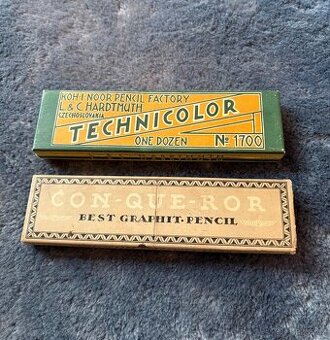 KOH-I-NOOR PENCIL FACTORY
L. & C. HARDTMUTH
CZECHOSLOVAKIA
TECHNICOLOR
ONE DOZEN No 1700
CON-QUE-ROR
BEST GRAPHIT-PENCIL